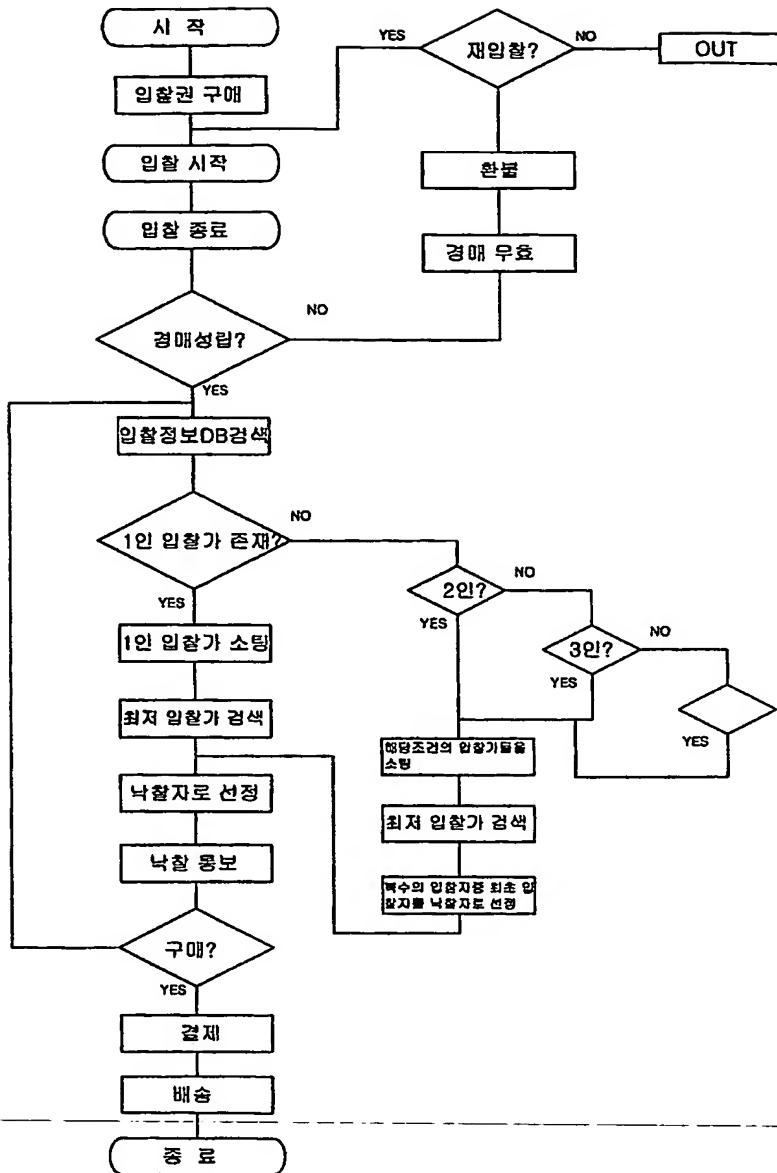 시 작
YES
재입찰?
NO
OUT
입찰권 구매
입찰 시작
환불
입찰 종료
경매 무효
경매성립?
NO
YES
입찰정보DB검색
1인 입찰가 존재?
NO
2인?
NO
YES
YES
1인 입찰가 소팅
3인?
NO
YES
최저 입찰가 검색
YES
해당조건의 입찰가들을
소팅
낙찰자로 선정
최저 입찰가 검색
낙찰 통보
복수의 입찰자중 최초 입
찰자를 낙찰자로 선정
구매?
YES
결제
배송
종 료